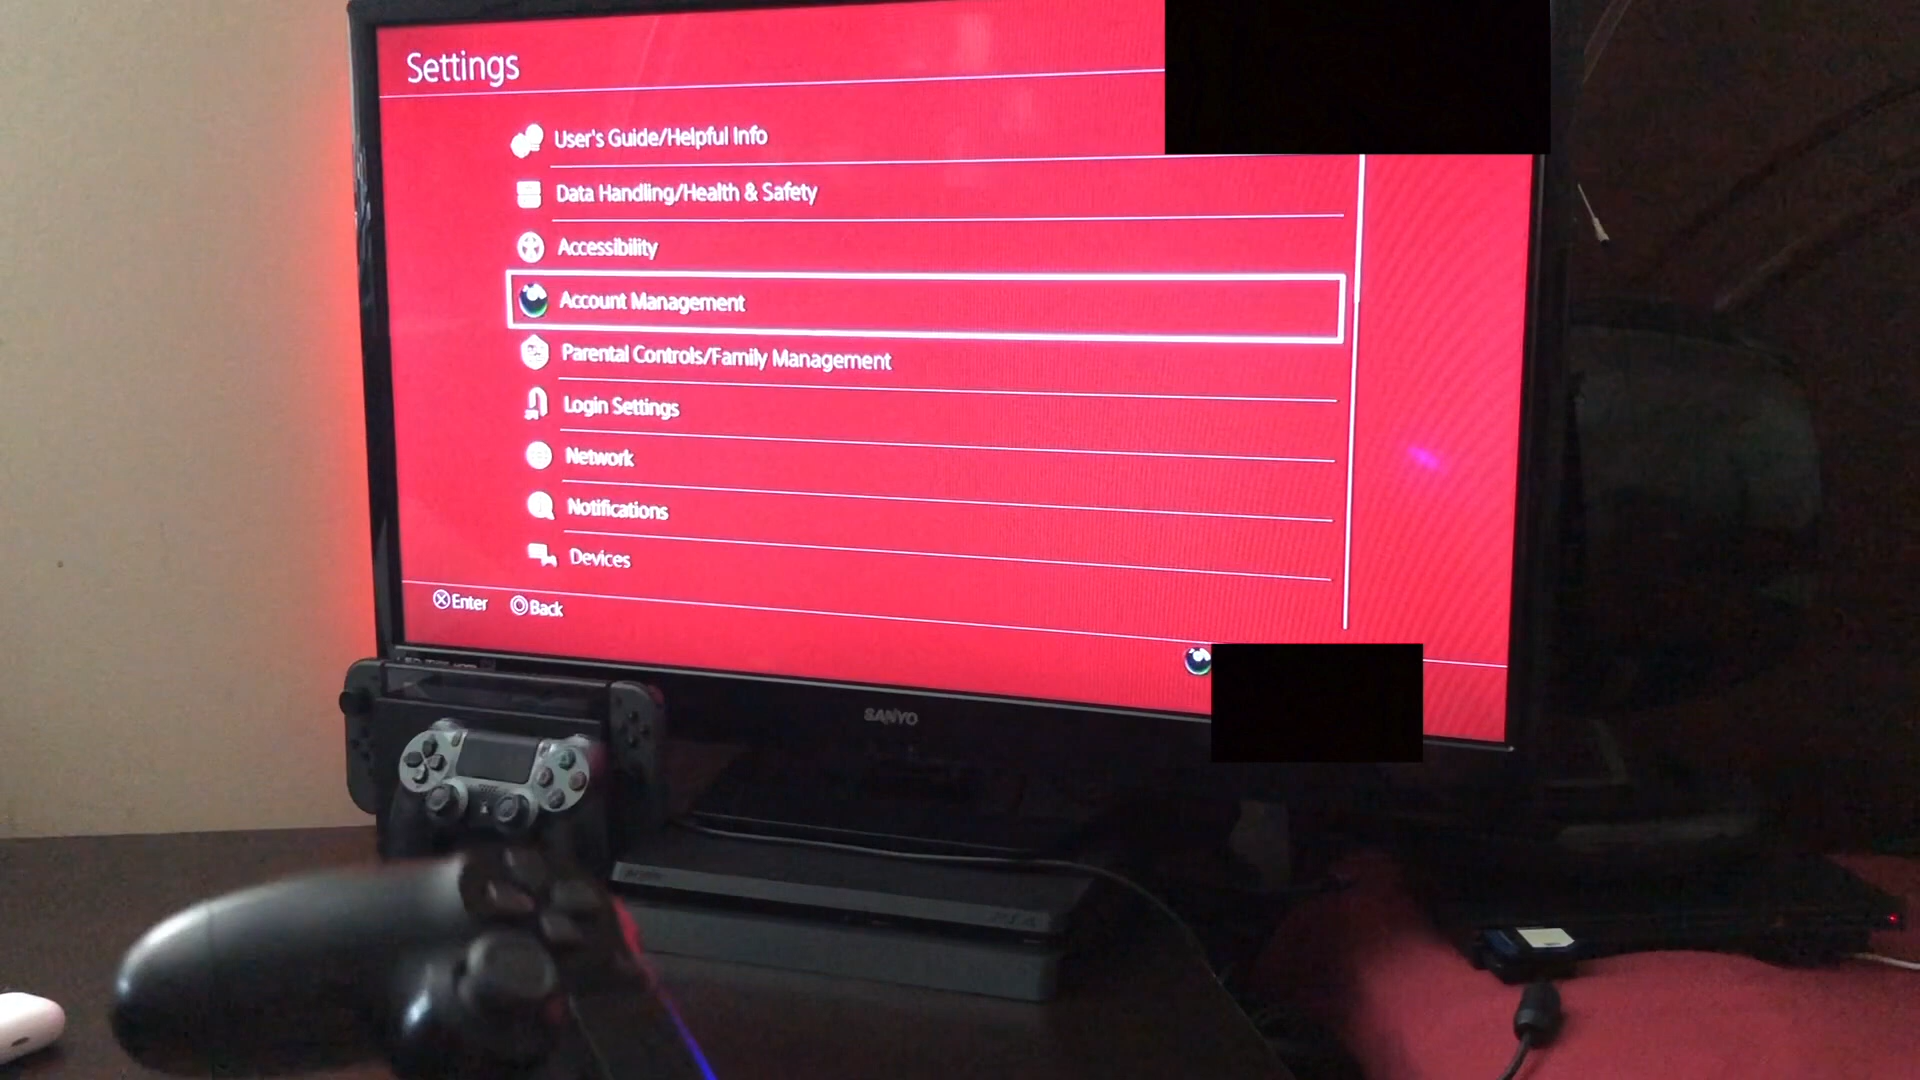 Settings
User's Guide/Helpful Info
Data Handling/Health & Safety
Accessibility
Account Management
Parental Controls/Family Management
Login Settings
Network
Notifications
Devices
Enter
Back
SANYO